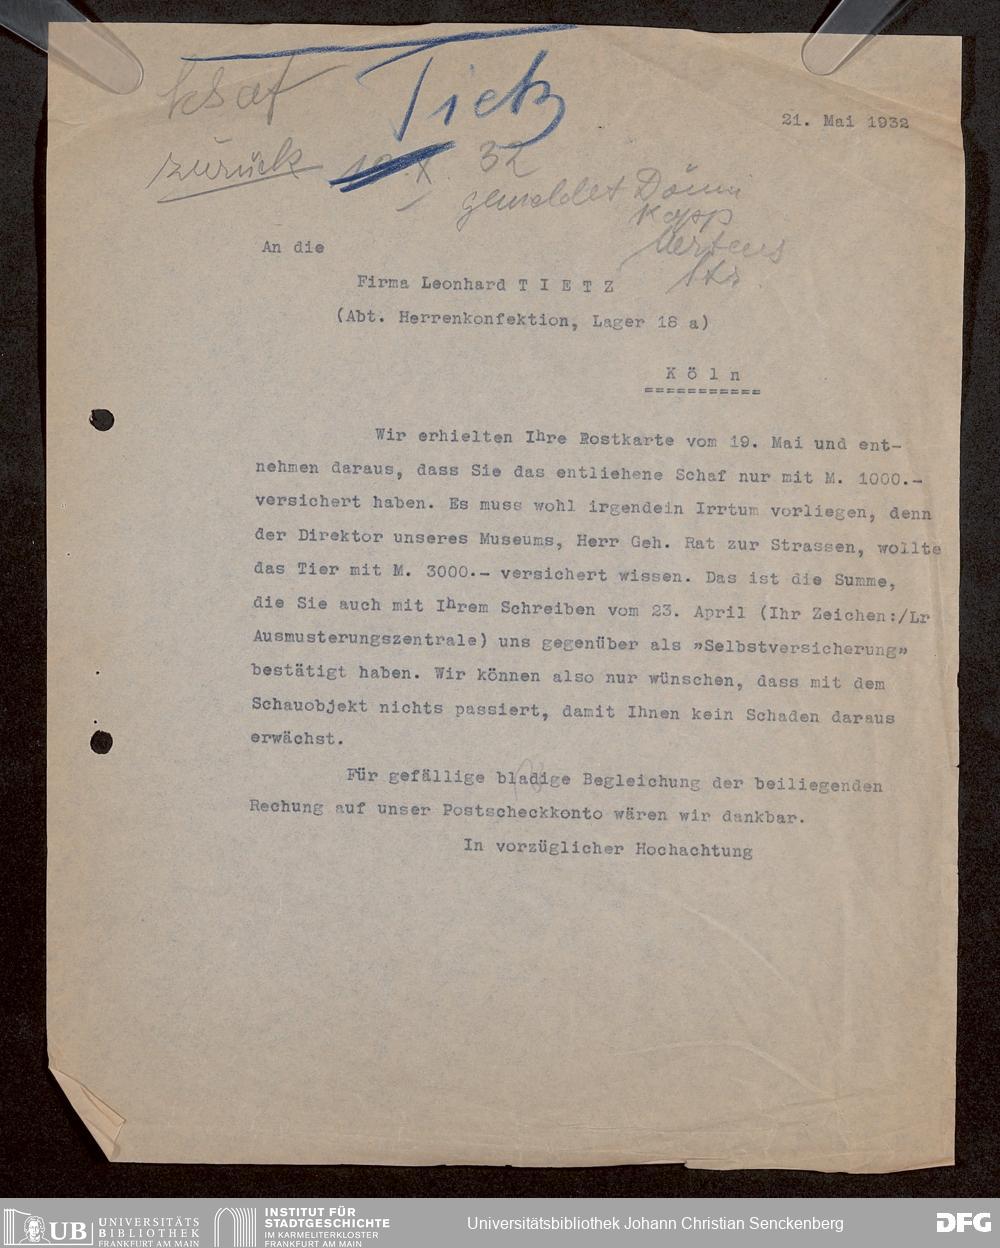 Tietz
21. Mai 1932
zurück 32
gemeldet
Kapp
Mertens
An die
Firma Leonhard T I E T Z
(Abt. Herrenkonfektion, Lager 18 a)
K ö l n
===========
Wir erhielten Ihre Rostkarte vom 19. Mai und ent-
nehmen daraus, dass Sie das entliehene Schaf nur mit M. 1000.-
versichert haben. Es muss wohl irgendein Irrtum vorliegen, denn
der Direktor unseres Museums, Herr Geh. Rat zur Strassen, wollte
das Tier mit M. 3000.- versichert wissen. Das ist die Summe,
die Sie auch mit Ihrem Schreiben vom 23. April (Ihr Zeichen:/Lr
Ausmusterungszentrale) uns gegenüber als »Selbstversicherung»
bestätigt haben. Wir können also nur wünschen, dass mit dem
Schauobjekt nichts passiert, damit Ihnen kein Schaden daraus
erwächst.
Für gefällige bladige Begleichung der beiliegenden
Rechung auf unser Postscheckkonto wären wir dankbar.
In vorzüglicher Hochachtung
UB UNIVERSITÄTS
BIBLIOTHEK
FRANKFURT AM MAIN
INSTITUT FÜR
STADTGESCHICHTE
IM KARMELITERKLOSTER
FRANKFURT AM MAIN
Universitätsbibliothek Johann Christian Senckenberg
DFG